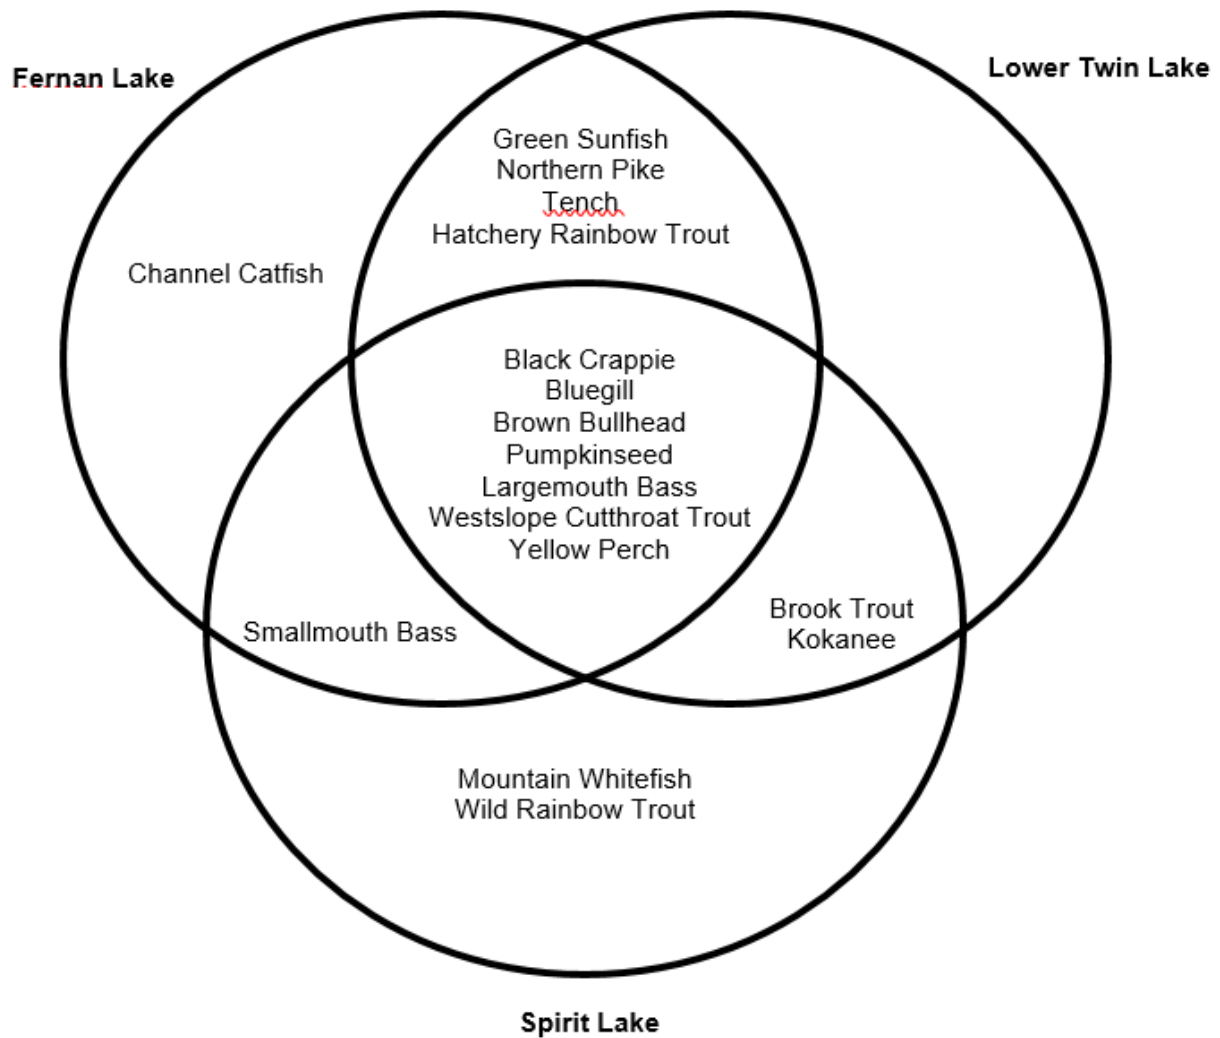 Fernan Lake
Lower Twin Lake
Green Sunfish
Northern Pike
Tench
Hatchery Rainbow Trout
Channel Catfish
Black Crappie
Bluegill
Brown Bullhead
Pumpkinseed
Largemouth Bass
Westslope Cutthroat Trout
Yellow Perch
Smallmouth Bass
Brook Trout
Kokanee
Mountain Whitefish
Wild Rainbow Trout
Spirit Lake